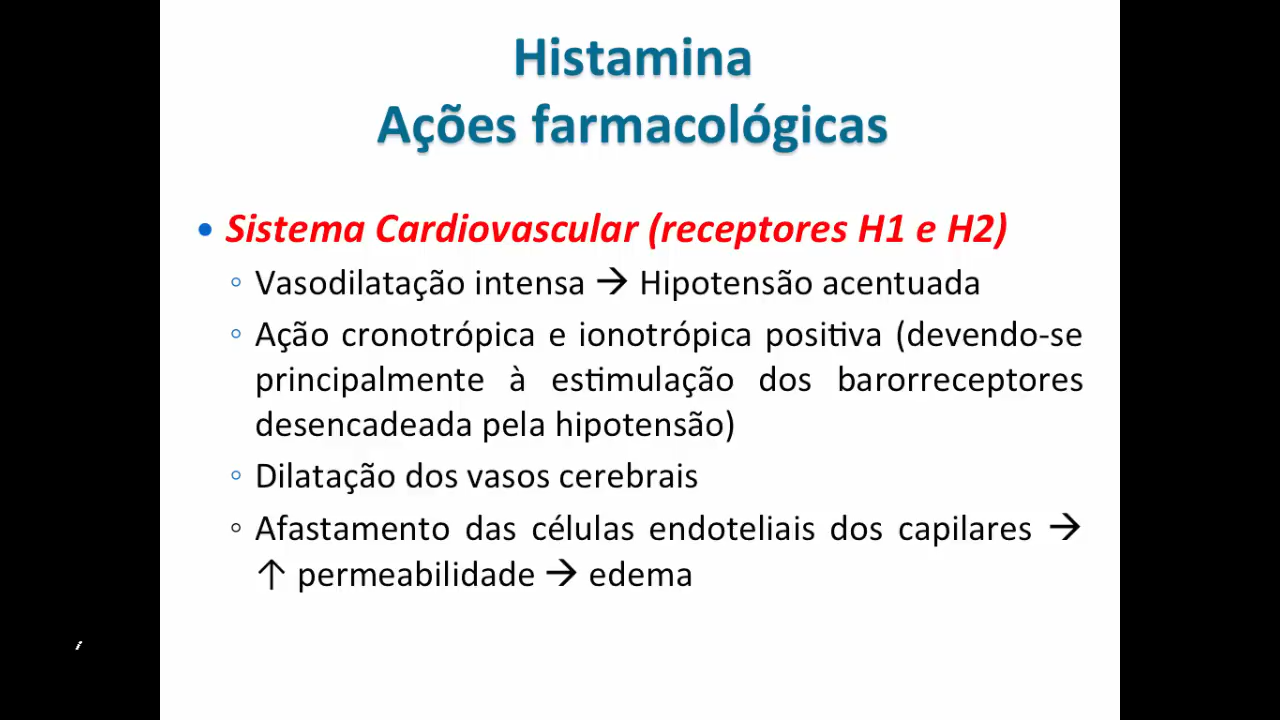 Histamina
Ações farmacológicas
• Sistema Cardiovascular (receptores H1 e H2)
◦ Vasodilatação intensa → Hipotensão acentuada
◦ Ação cronotrópica e ionotrópica positiva (devendo-se
principalmente à estimulação dos barorreceptores
desencadeada pela hipotensão)
◦ Dilatação dos vasos cerebrais
◦ Afastamento das células endoteliais dos capilares →
↑ permeabilidade → edema
i